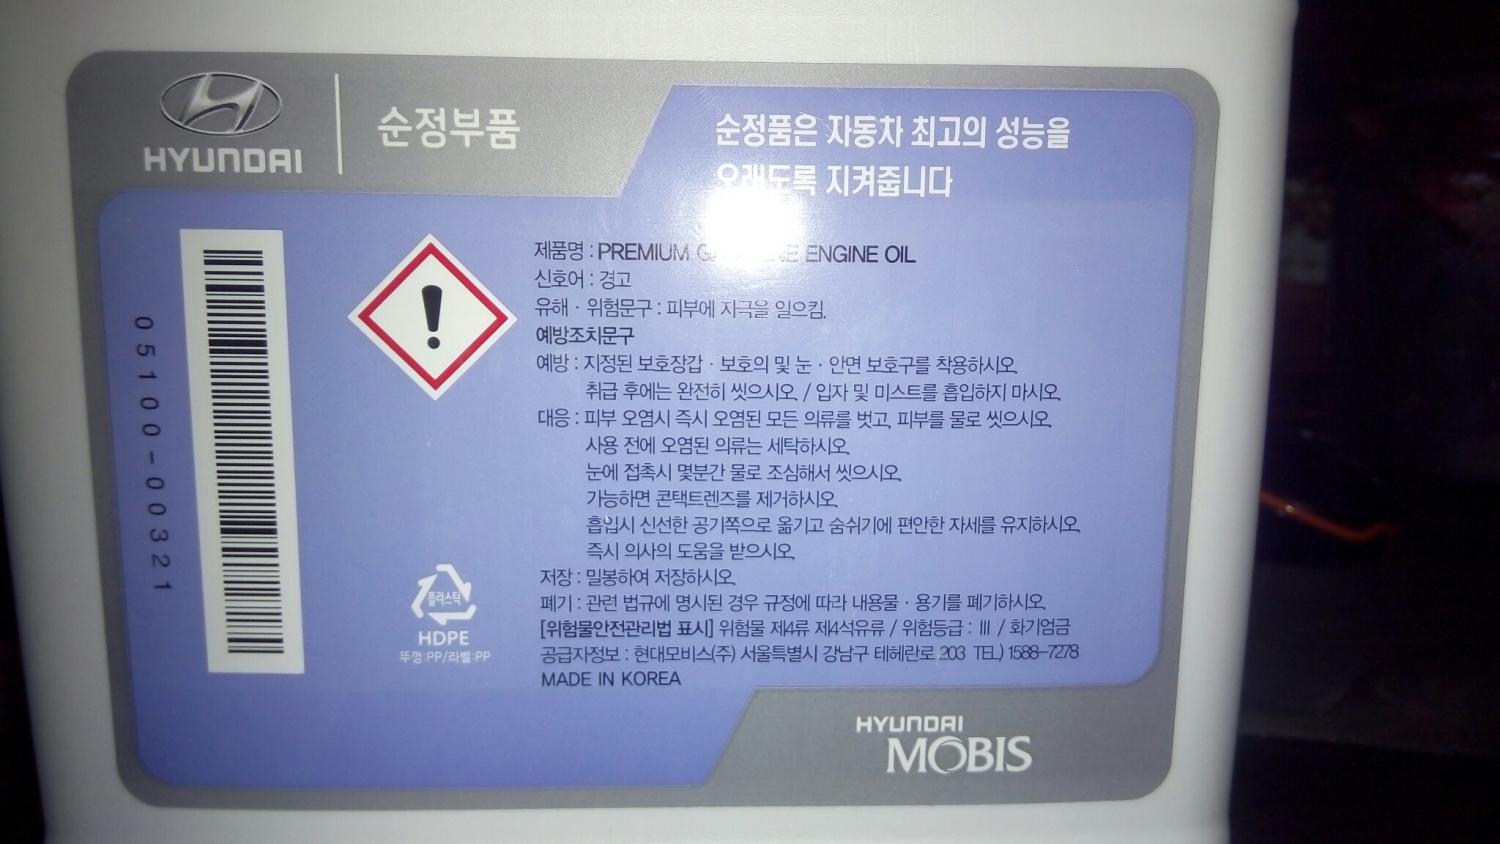 HYUNDAI
순정부품
순정품은 자동차 최고의 성능을
오래도록 지켜줍니다
제품명 : PREMIUM ENGINE OIL
신호어 : 경고
유해 · 위험문구 : 피부에 자극을 일으킴.
예방조치문구
예방 : 지정된 보호장갑 · 보호의 및 눈 · 안면 보호구를 착용하시오.
취급 후에는 완전히 씻으시오. / 입자 및 미스트를 흡입하지 마시오.
대응 : 피부 오염시 즉시 오염된 모든 의류를 벗고, 피부를 물로 씻으시오.
사용 전에 오염된 의류는 세탁하시오.
눈에 접촉시 몇분간 물로 조심해서 씻으시오.
가능하면 콘택트렌즈를 제거하시오.
흡입시 신선한 공기쪽으로 옮기고 숨쉬기에 편안한 자세를 유지하시오.
즉시 의사의 도움을 받으시오.
저장 : 밀봉하여 저장하시오.
폐기 : 관련 법규에 명시된 경우 규정에 따라 내용물 · 용기를 폐기하시오.
[위험물안전관리법 표시] 위험물 제4류 제4석유류 / 위험등급 : III / 화기엄금
공급자정보 : 현대모비스(주) 서울특별시 강남구 테헤란로 203 TEL) 1588-7278
MADE IN KOREA
05100-00321
플라스틱
HDPE
뚜껑:PP/라벨:PP
HYUNDAI
MOBIS